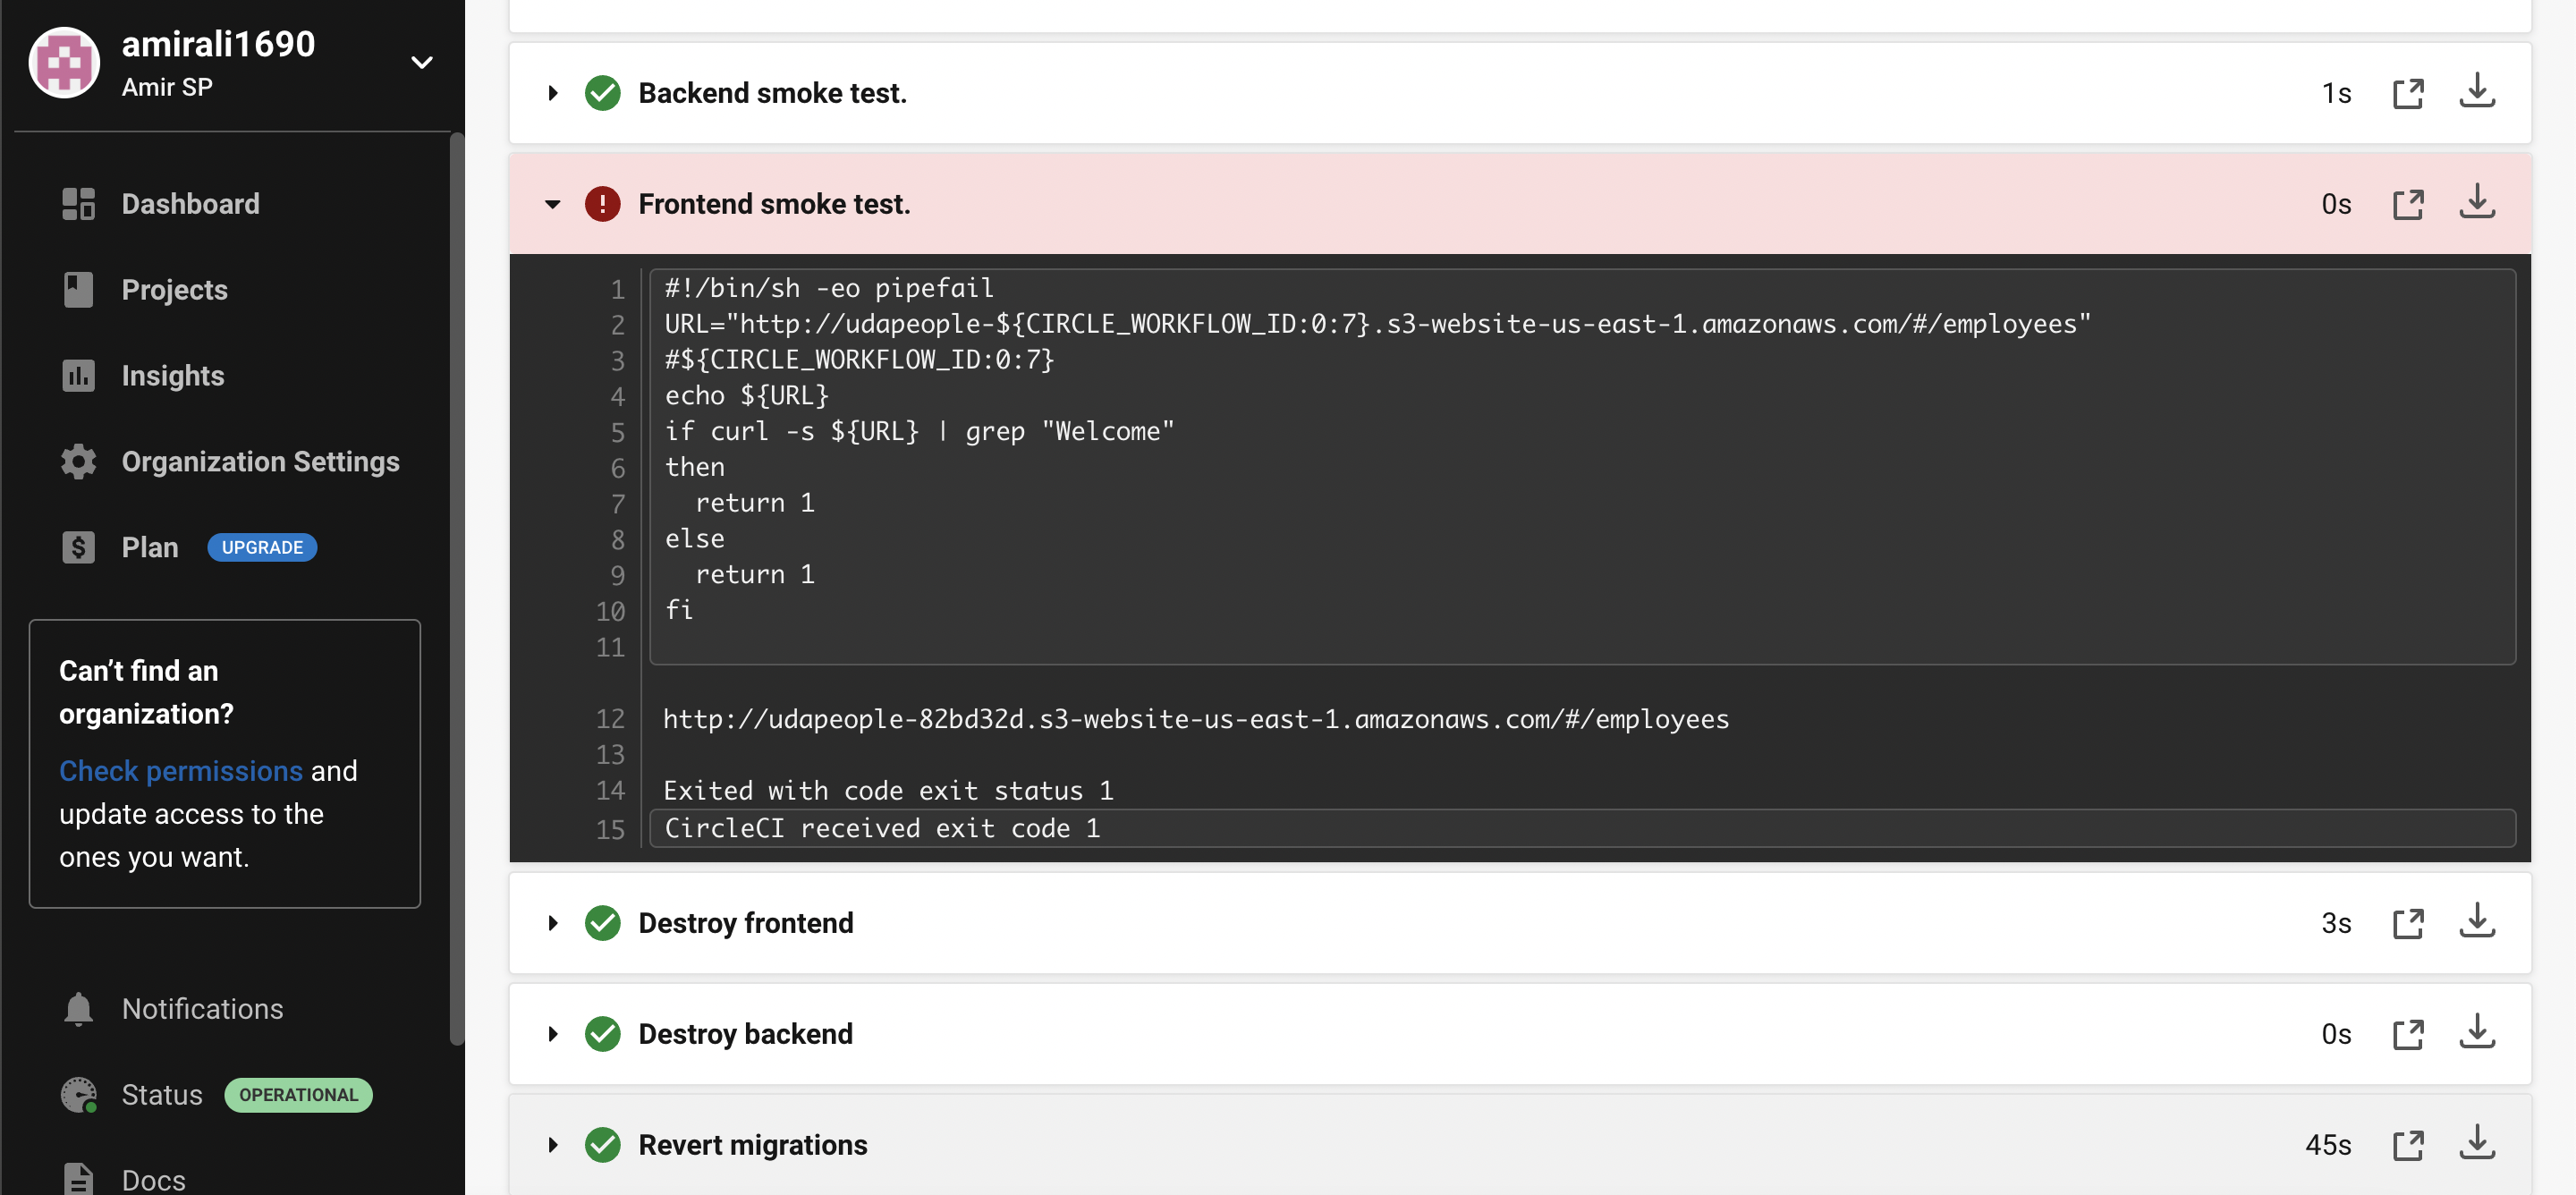 amirali1690
Amir SP
Dashboard
Projects
Insights
Organization Settings
Plan UPGRADE
Can’t find an
organization?
Check permissions and
update access to the
ones you want.
Notifications
Status OPERATIONAL
Docs
Backend smoke test. 1s
Frontend smoke test. 0s
1 #!/bin/sh -eo pipefail
2 URL="http://udapeople-${CIRCLE_WORKFLOW_ID:0:7}.s3-website-us-east-1.amazonaws.com/#/employees"
3 #${CIRCLE_WORKFLOW_ID:0:7}
4 echo ${URL}
5 if curl -s ${URL} | grep "Welcome"
6 then
7   return 1
8 else
9   return 1
10 fi
11
12 http://udapeople-82bd32d.s3-website-us-east-1.amazonaws.com/#/employees
13
14 Exited with code exit status 1
15 CircleCI received exit code 1
Destroy frontend 3s
Destroy backend 0s
Revert migrations 45s